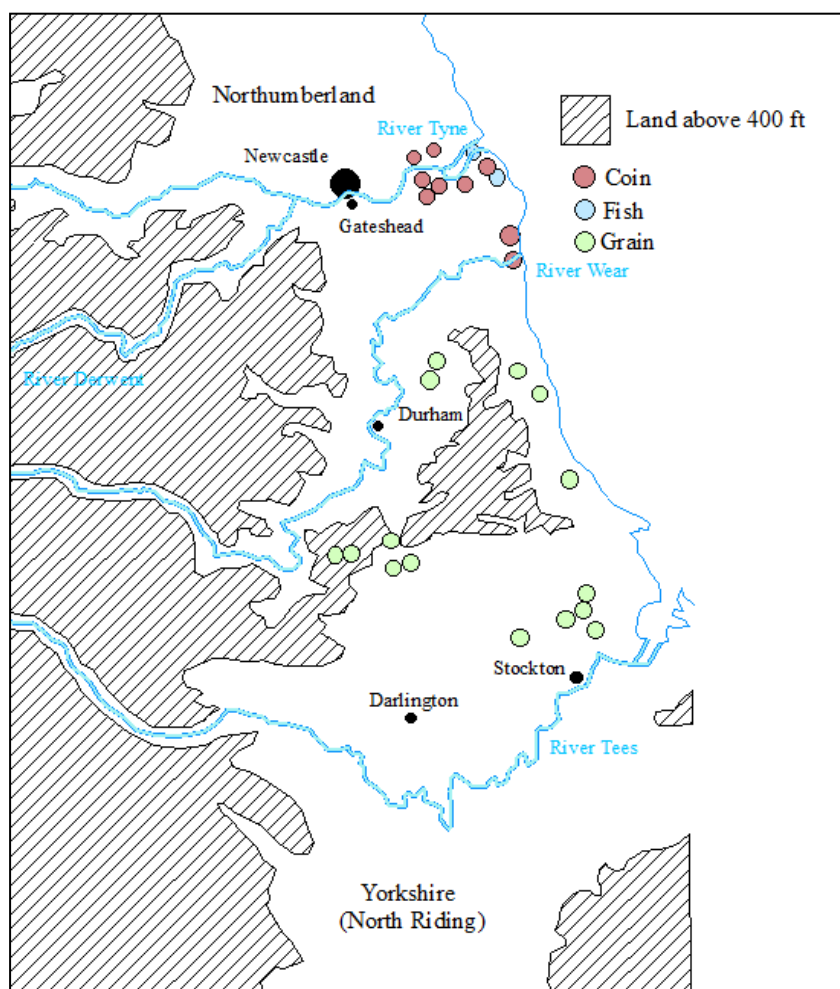 Northumberland
River Tyne
Land above 400 ft
Newcastle
Coin
Fish
Gateshead
Grain
River Wear
River Derwent
Durham
Stockton
Darlington
River Tees
Yorkshire
(North Riding)